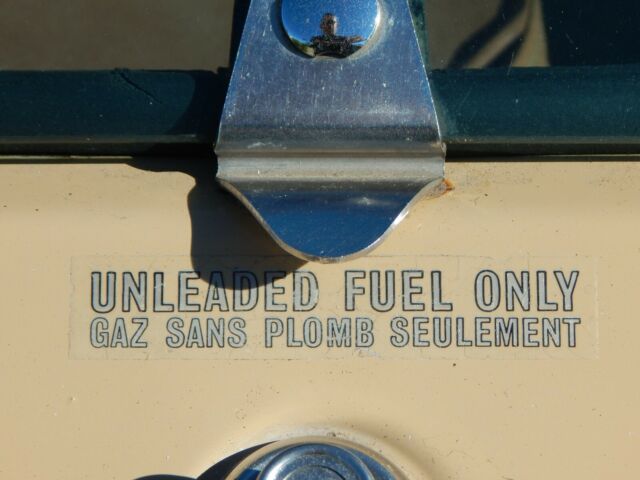 UNLEADED FUEL ONLY
GAZ SANS PLOMB SEULEMENT